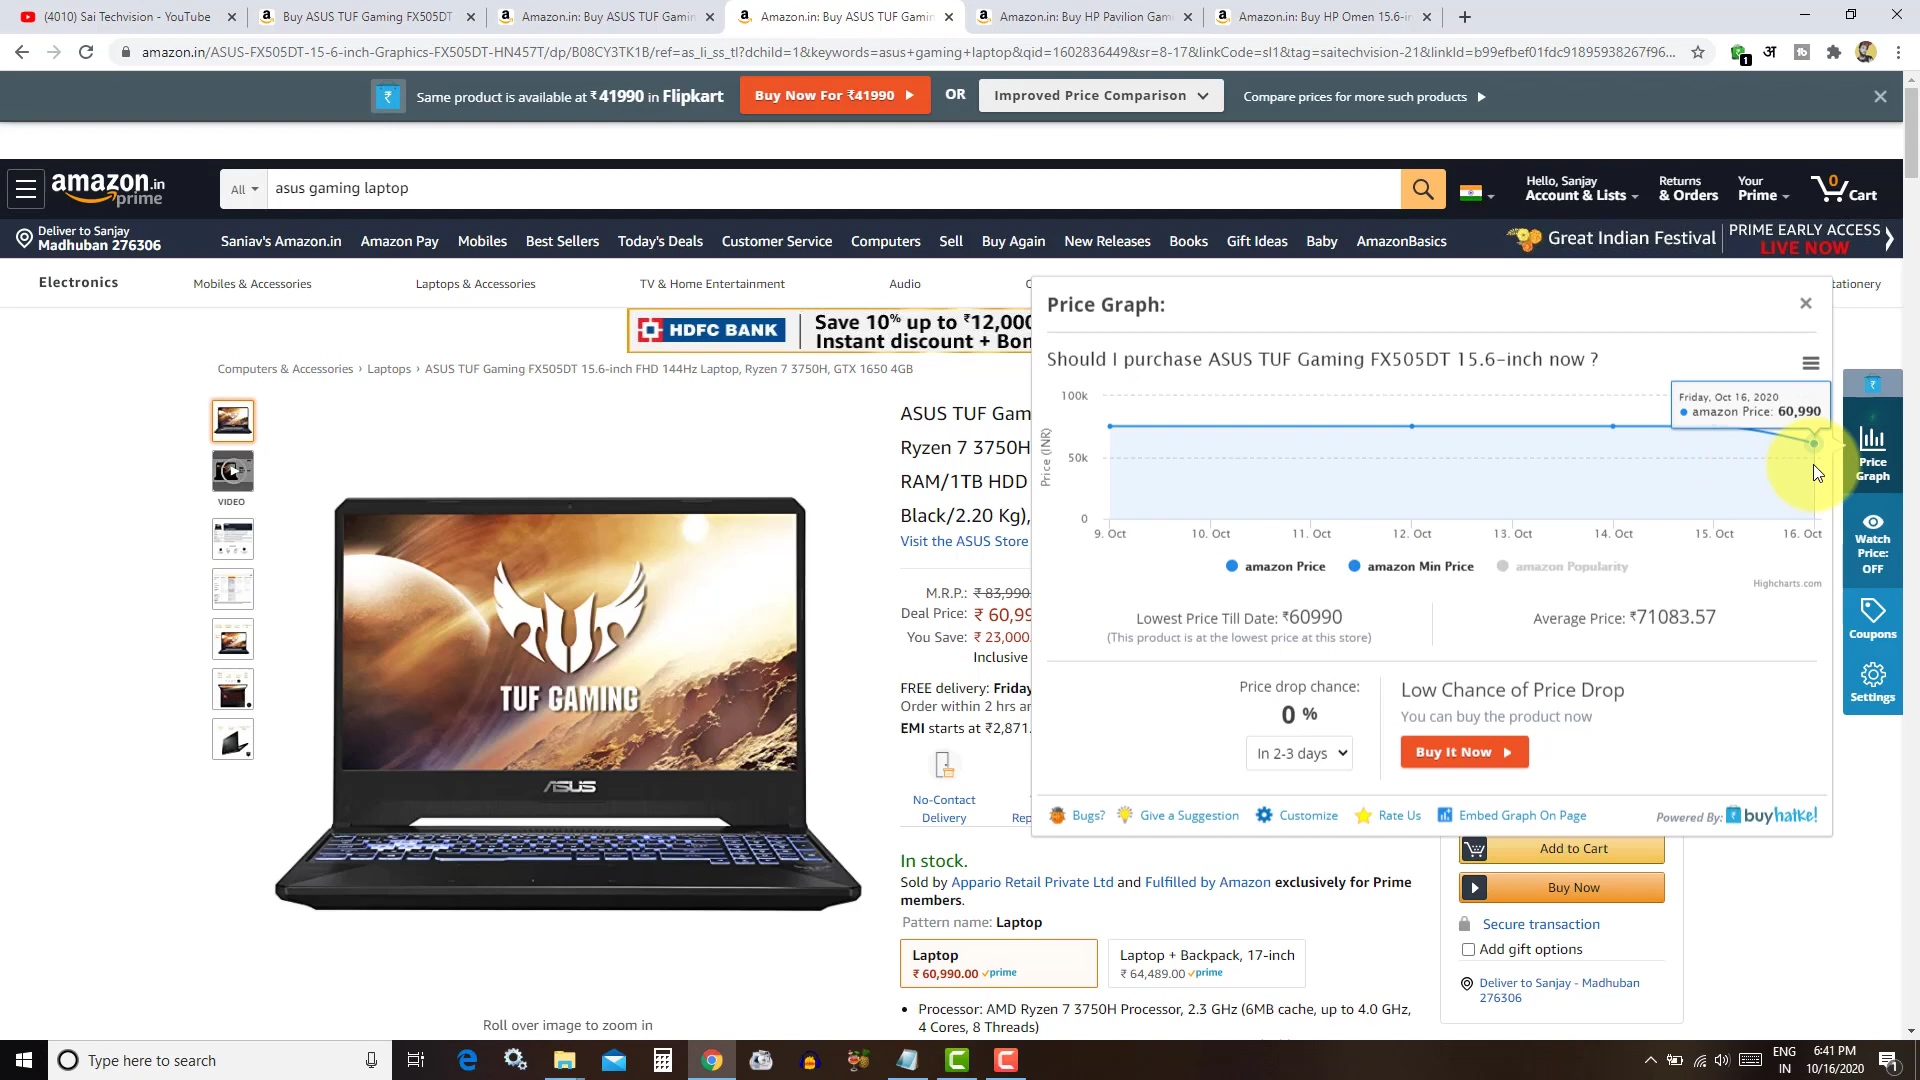 (4010) Sai Techvision - YouTube
Buy ASUS TUF Gaming FX505DT
Amazon.in: Buy ASUS TUF Gamin
Amazon.in: Buy ASUS TUF Gamin
Amazon.in: Buy HP Pavilion Gam
Amazon.in: Buy HP Omen 15.6-in
amazon.in/ASUS-FX505DT-15-6-inch-Graphics-FX505DT-HN457T/dp/B08CY3TK1B/ref=as_li_ss_tl?dchild=1&keywords=asus+gaming+laptop&qid=1602836449&sr=8-17&linkCode=sl1&tag=saitechvision-21&linkId=b99efbef01fdc91895938267f96...
Same product is available at ₹41990 in Flipkart
Buy Now For ₹41990
OR
Improved Price Comparison
Compare prices for more such products
amazon.in
prime
All
asus gaming laptop
Hello, Sanjay
Account & Lists
Returns
& Orders
Your
Prime
0
Cart
Deliver to Sanjay
Madhuban 276306
Sanjav's Amazon.in
Amazon Pay
Mobiles
Best Sellers
Today's Deals
Customer Service
Computers
Sell
Buy Again
New Releases
Books
Gift Ideas
Baby
AmazonBasics
Great Indian Festival
PRIME EARLY ACCESS
LIVE NOW
Electronics
Mobiles & Accessories
Laptops & Accessories
TV & Home Entertainment
Audio
C
tationery
HDFC BANK
Save 10% up to ₹12,000
Instant discount + Bon
Computers & Accessories › Laptops › ASUS TUF Gaming FX505DT 15.6-inch FHD 144Hz Laptop, Ryzen 7 3750H, GTX 1650 4GB
VIDEO
TUF GAMING
ASUS
Roll over image to zoom in
ASUS TUF Gam
Ryzen 7 3750H
RAM/1TB HDD
Black/2.20 Kg),
Visit the ASUS Store
M.R.P.: ₹ 83,990
Deal Price: ₹ 60,99
You Save: ₹ 23,000
Inclusive
FREE delivery: Friday
Order within 2 hrs an
EMI starts at ₹2,871.
No-Contact
Delivery
Rep
In stock.
Sold by Appario Retail Private Ltd and Fulfilled by Amazon exclusively for Prime
members.
Pattern name: Laptop
Laptop
₹ 60,990.00 prime
Laptop + Backpack, 17-inch
₹ 64,489.00 prime
Processor: AMD Ryzen 7 3750H Processor, 2.3 GHz (6MB cache, up to 4.0 GHz,
4 Cores, 8 Threads)
Price Graph:
Should I purchase ASUS TUF Gaming FX505DT 15.6-inch now ?
Friday, Oct 16, 2020
amazon Price: 60,990
Price (INR)
100k
50k
0
9. Oct
10. Oct
11. Oct
12. Oct
13. Oct
14. Oct
15. Oct
16. Oct
amazon Price
amazon Min Price
amazon Popularity
Highcharts.com
Lowest Price Till Date: ₹60990
(This product is at the lowest price at this store)
Average Price: ₹71083.57
Price drop chance:
0 %
In 2-3 days
Low Chance of Price Drop
You can buy the product now
Buy It Now
Bugs?
Give a Suggestion
Customize
Rate Us
Embed Graph On Page
Powered By: buyhatke!
Price
Graph
Watch
Price:
OFF
Coupons
Settings
Add to Cart
Buy Now
Secure transaction
Add gift options
Deliver to Sanjay - Madhuban
276306
Type here to search
ENG
IN
6:41 PM
10/16/2020
1